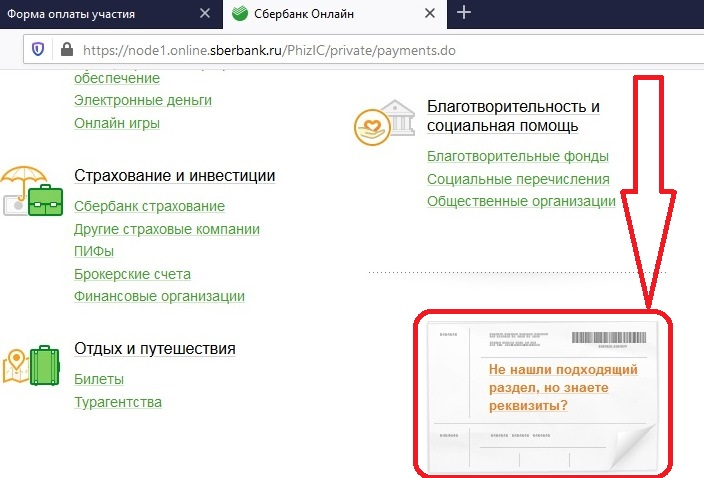 Форма оплаты участия
Сбербанк Онлайн
https://node1.online.sberbank.ru/PhizIC/private/payments.do
обеспечение
Электронные деньги
Онлайн игры
Страхование и инвестиции
Сбербанк страхование
Другие страховые компании
ПИФы
Брокерские счета
Финансовые организации
Отдых и путешествия
Билеты
Турагентства
Благотворительность и
социальная помощь
Благотворительные фонды
Социальные перечисления
Общественные организации
Не нашли подходящий
раздел, но знаете
реквизиты?